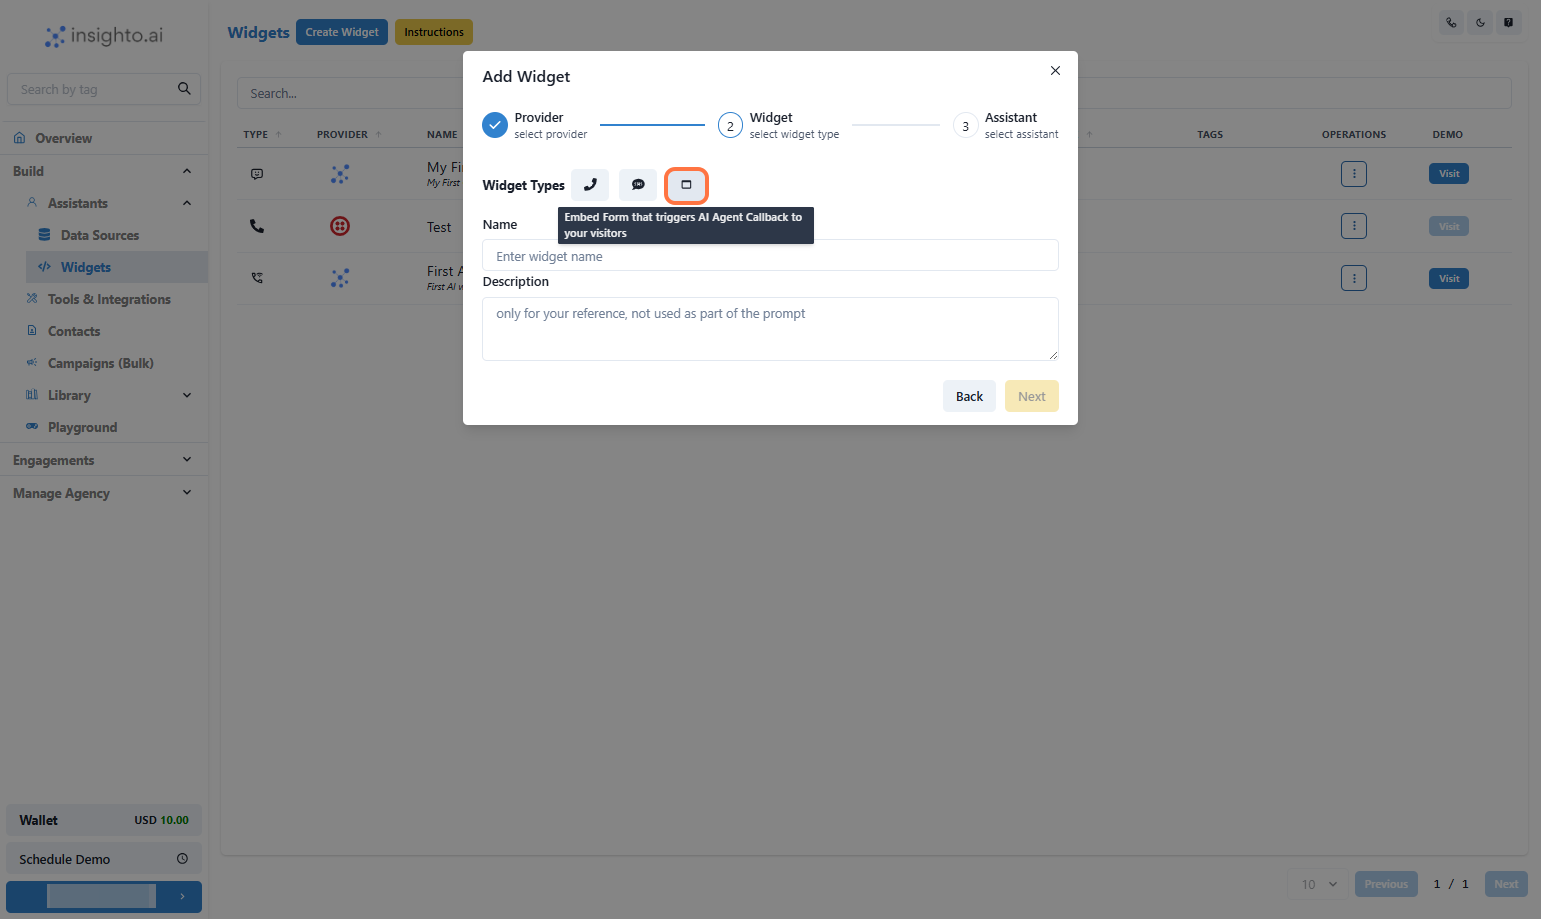 insighto.ai
Widgets
Create Widget
Instructions
Search by tag
Search...
Overview
Build
Assistants
Data Sources
Widgets
Tools & Integrations
Contacts
Campaigns (Bulk)
Library
Playground
Engagements
Manage Agency
TYPE PROVIDER NAME TAGS OPERATIONS DEMO
My Fi
My First
Visit
Test
Visit
First A
First AI w
Visit
Add Widget
Provider
select provider
2
Widget
select widget type
3
Assistant
select assistant
Widget Types
Embed Form that triggers AI Agent Callback to
your visitors
Name
Enter widget name
Description
only for your reference, not used as part of the prompt
Back
Next
Wallet USD 10.00
Schedule Demo
10 Previous 1 / 1 Next